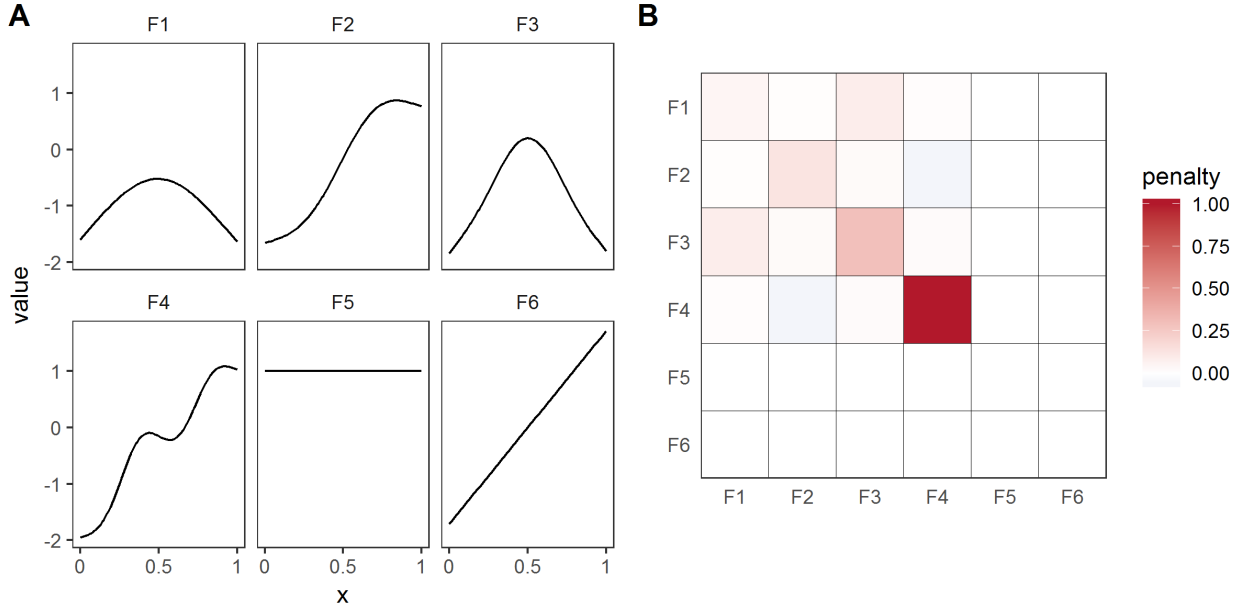 A
F1 F2 F3
1
0
-1
-2
value
F4 F5 F6
1
0
-1
-2
0 0.5 1 0 0.5 1 0 0.5 1
x
B
F1
F2
F3
F4
F5
F6
F1 F2 F3 F4 F5 F6
penalty
1.00
0.75
0.50
0.25
0.00